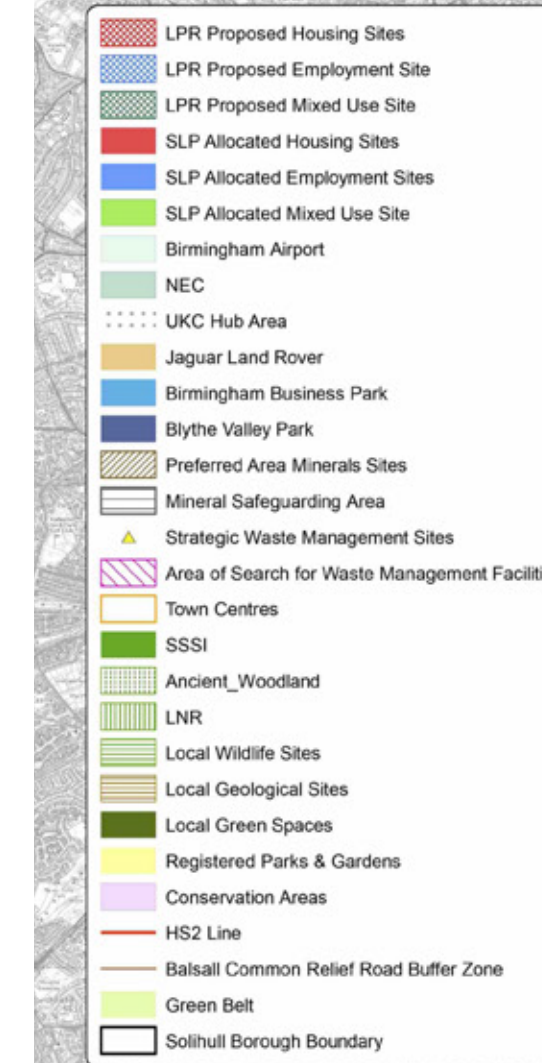 LPR Proposed Housing Sites
LPR Proposed Employment Site
LPR Proposed Mixed Use Site
SLP Allocated Housing Sites
SLP Allocated Employment Sites
SLP Allocated Mixed Use Site
Birmingham Airport
NEC
UKC Hub Area
Jaguar Land Rover
Birmingham Business Park
Blythe Valley Park
Preferred Area Minerals Sites
Mineral Safeguarding Area
Strategic Waste Management Sites
Area of Search for Waste Management Faciliti
Town Centres
SSSI
Ancient_Woodland
LNR
Local Wildlife Sites
Local Geological Sites
Local Green Spaces
Registered Parks & Gardens
Conservation Areas
HS2 Line
Balsall Common Relief Road Buffer Zone
Green Belt
Solihull Borough Boundary